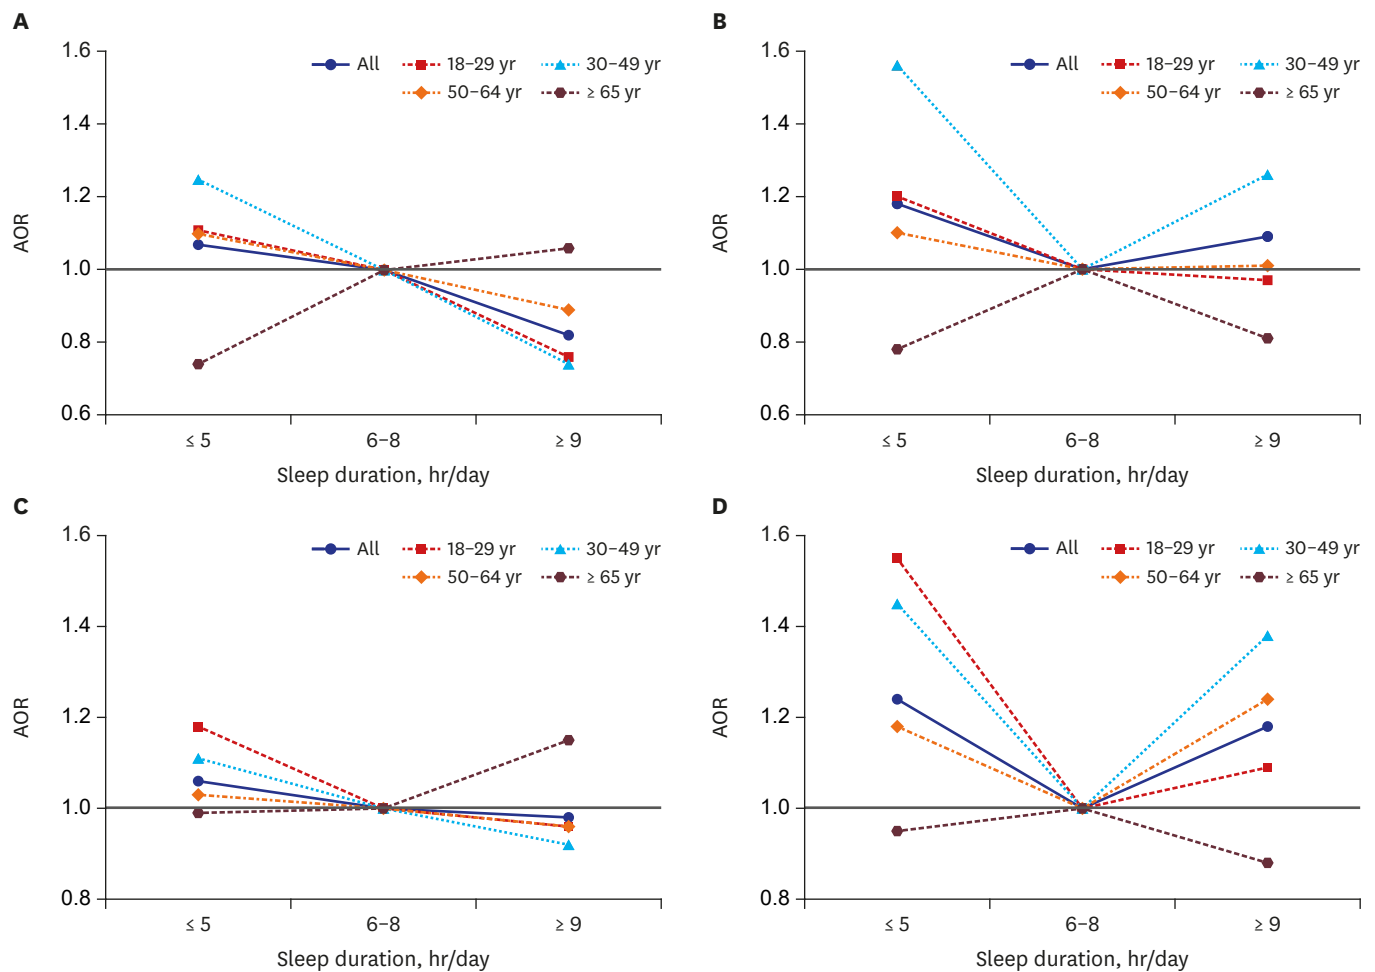 A
1.6
1.4
1.2
1.0
0.8
0.6
AOR
All 18–29 yr 30–49 yr
50–64 yr ≥ 65 yr
≤ 5 6–8 ≥ 9
Sleep duration, hr/day
B
1.6
1.4
1.2
1.0
0.8
0.6
AOR
All 18–29 yr 30–49 yr
50–64 yr ≥ 65 yr
≤ 5 6–8 ≥ 9
Sleep duration, hr/day
C
1.6
1.4
1.2
1.0
0.8
AOR
All 18–29 yr 30–49 yr
50–64 yr ≥ 65 yr
≤ 5 6–8 ≥ 9
Sleep duration, hr/day
D
1.6
1.4
1.2
1.0
0.8
AOR
All 18–29 yr 30–49 yr
50–64 yr ≥ 65 yr
≤ 5 6–8 ≥ 9
Sleep duration, hr/day